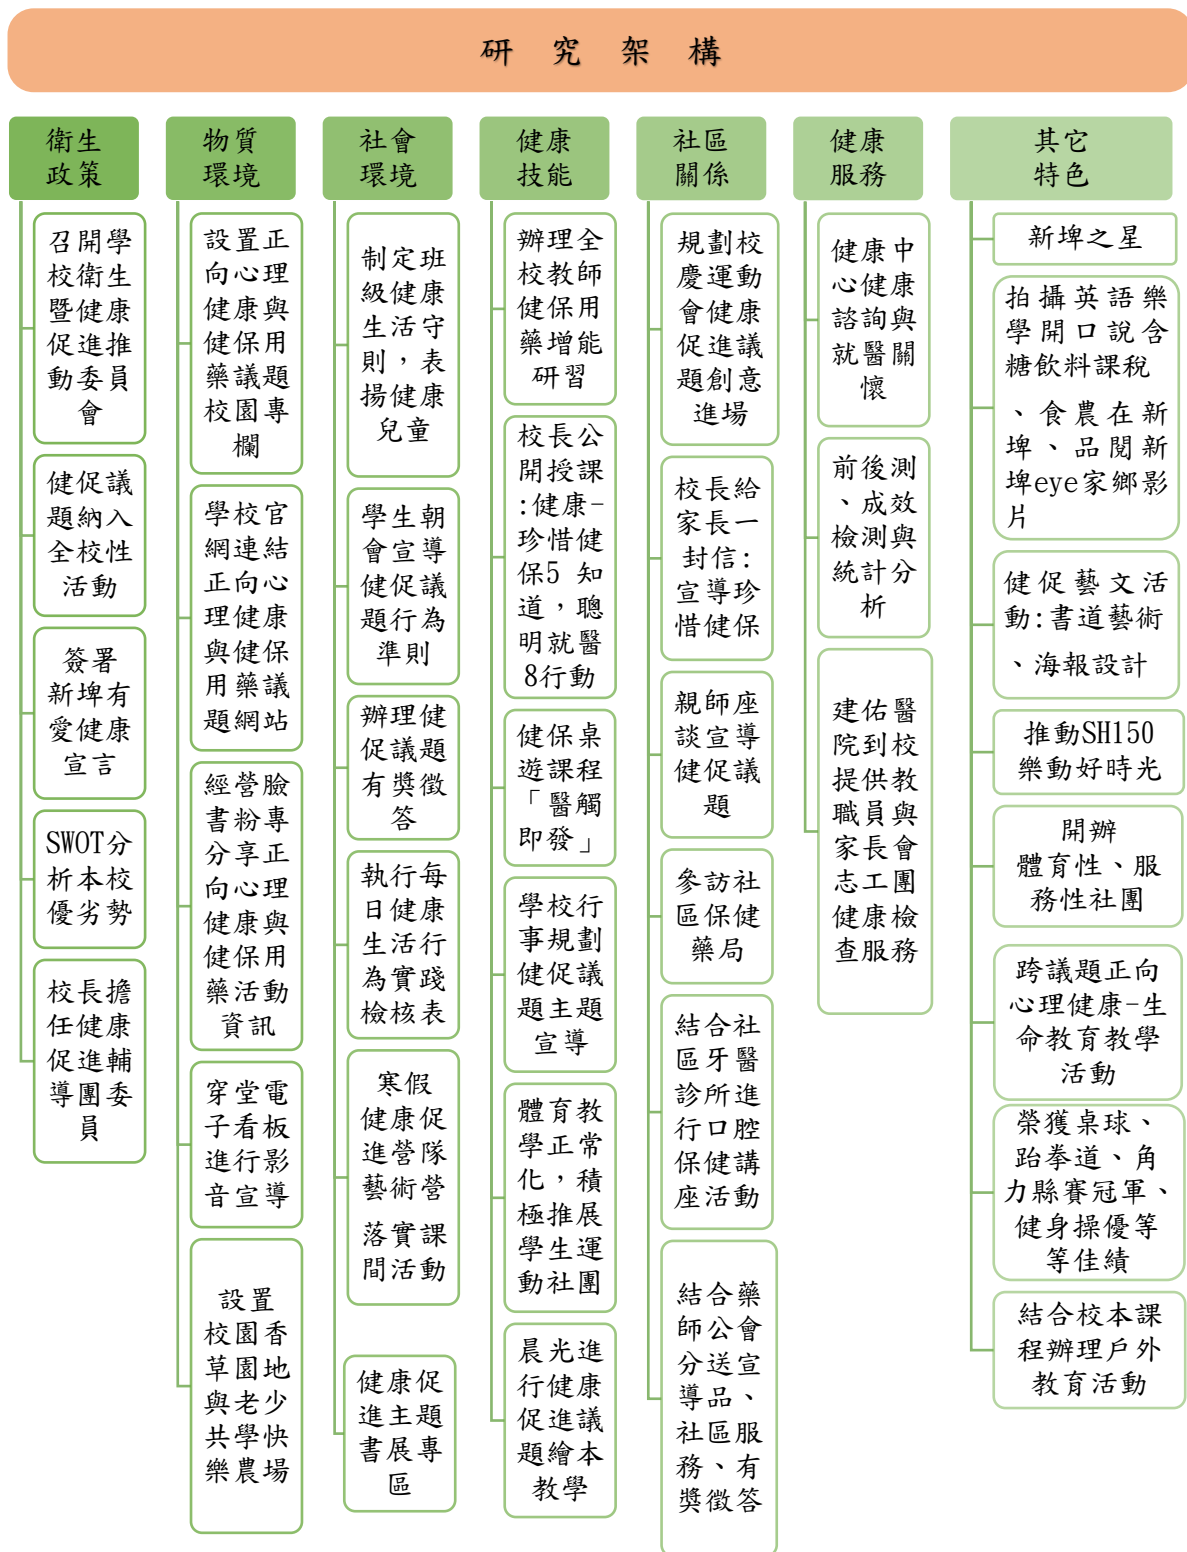 研究架構
衛生
政策
召開學
校衛生
暨健康
促進推
動委員
會
健促議
題納入
全校性
活動
簽署
新埤有
愛健康
宣言
SWOT分
析本校
優劣勢
校長擔
任健康
促進輔
導團委
員
物質
環境
設置正
向心理
健康與
健保用
藥議題
校園專
欄
學校官
網連結
正向心
理健康
與健保
用藥議
題網站
經營臉
書粉專
分享正
向心理
健康與
健保用
藥活動
資訊
穿堂電
子看板
進行影
音宣導
設置
校園香
草園地
與老少
共學快
樂農場
社會
環境
制定班
級健康
生活守
則，表
揚健康
兒童
學生朝
會宣導
健促議
題行為
準則
辦理健
促議題
有獎徵
答
執行每
日健康
生活行
為實踐
檢核表
寒假
健康促
進營隊
藝術營
落實課
間活動
健康促
進主題
書展專
區
健康
技能
辦理全
校教師
健保用
藥增能
研習
校長公
開授課
:健康-
珍惜健
保5 知
道，聰
明就醫
8行動
健保桌
遊課程
「醫觸
即發」
學校行
事規劃
健促議
題主題
宣導
體育教
學正常
化，積
極推展
學生運
動社團
晨光進
行健康
促進議
題繪本
教學
社區
關係
規劃校
慶運動
會健康
促進議
題創意
進場
校長給
家長一
封信:
宣導珍
惜健保
親師座
談宣導
健促議
題
參訪社
區保健
藥局
結合社
區牙醫
診所進
行口腔
保健講
座活動
結合藥
師公會
分送宣
導品、
社區服
務、有
獎徵答
健康
服務
健康中
心健康
諮詢與
就醫關
懷
前後測
、成效
檢測與
統計分
析
建佑醫
院到校
提供教
職員與
家長會
志工團
健康檢
查服務
其它
特色
新埤之星
拍攝英語樂
學開口說含
糖飲料課稅
、食農在新
埤、品閱新
埤eye家鄉影
片
健促藝文活
動:書道藝術
、海報設計
推動SH150
樂動好時光
開辦
體育性、服
務性社團
跨議題正向
心理健康-生
命教育教學
活動
榮獲桌球、
跆拳道、角
力縣賽冠軍、
健身操優等
等佳績
結合校本課
程辦理戶外
教育活動